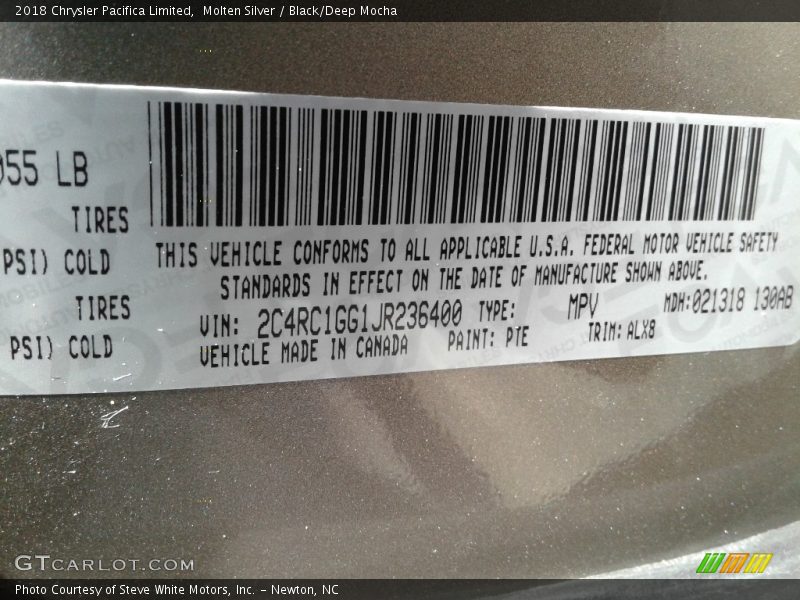 2018 Chrysler Pacifica Limited, Molten Silver / Black/Deep Mocha
055 LB
TIRES
PSI) COLD
TIRES
PSI) COLD
THIS VEHICLE CONFORMS TO ALL APPLICABLE U.S.A. FEDERAL MOTOR VEHICLE SAFETY
STANDARDS IN EFFECT ON THE DATE OF MANUFACTURE SHOWN ABOVE.
VIN: 2C4RC1GG1JR236400 TYPE: MPV MDH:021318 130AB
VEHICLE MADE IN CANADA PAINT: PTE TRIM:ALX8
GTCARLOT.COM
Photo Courtesy of Steve White Motors, Inc. - Newton, NC